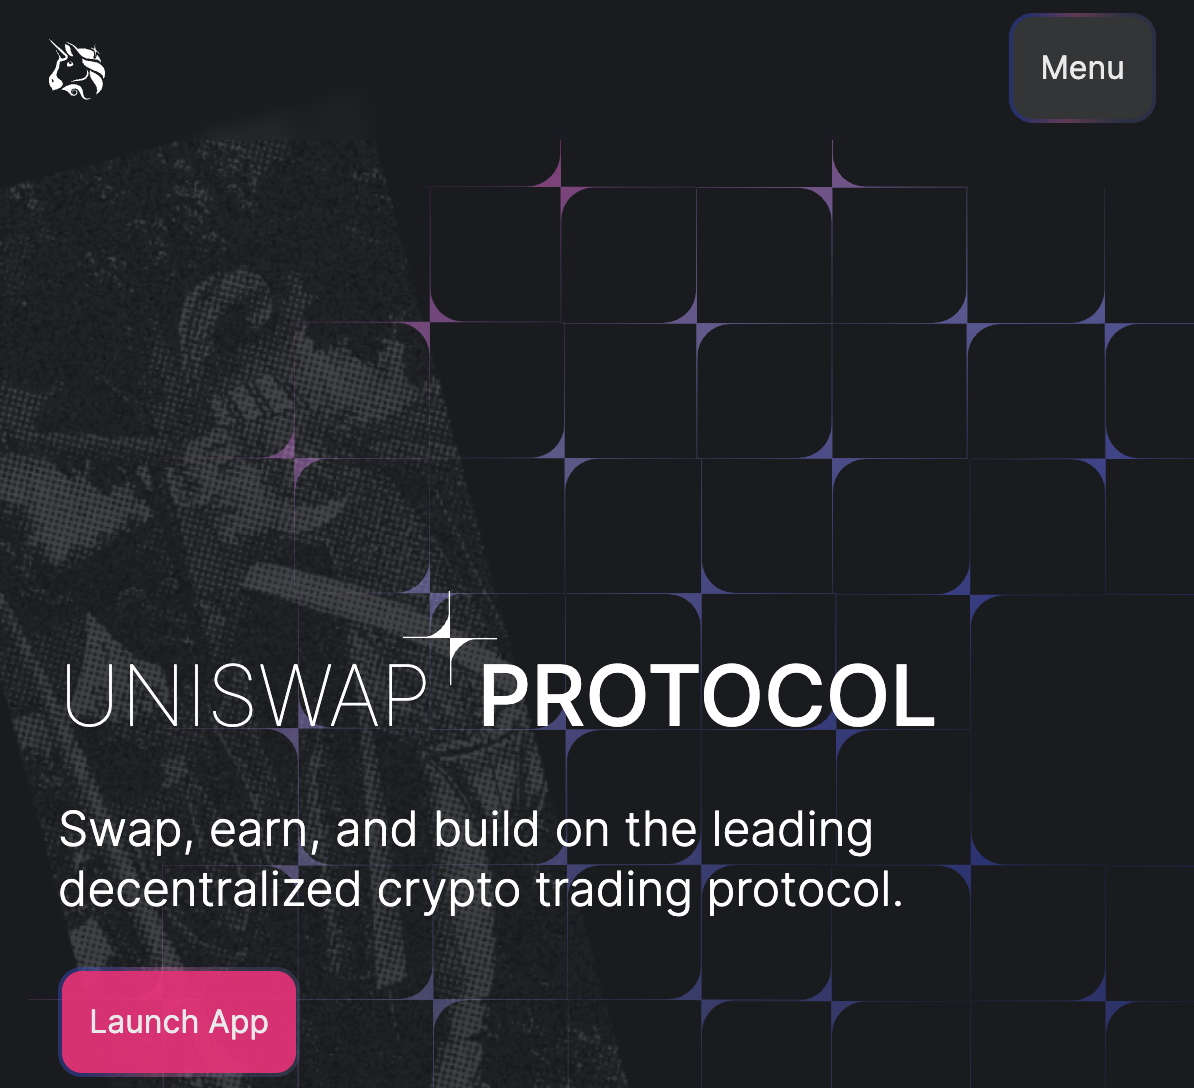 Menu
UNISWAP PROTOCOL
Swap, earn, and build on the leading
decentralized crypto trading protocol.
Launch App